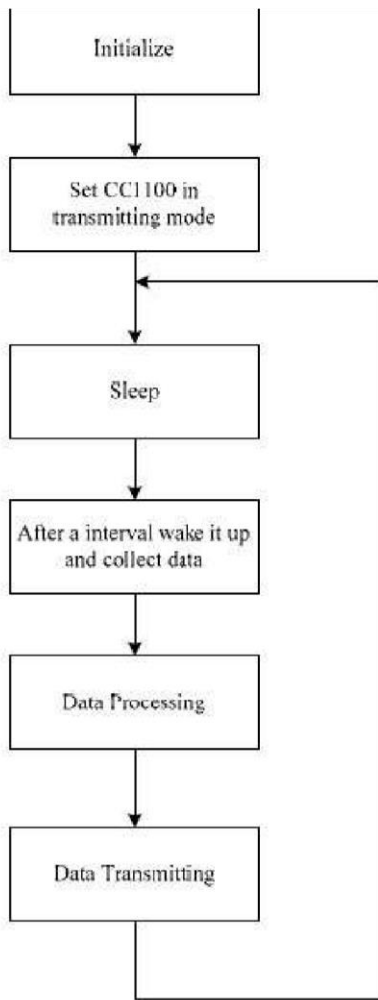 Initialize
Set CC1100 in
transmitting mode
Sleep
After a interval wake it up
and collect data
Data Processing
Data Transmitting